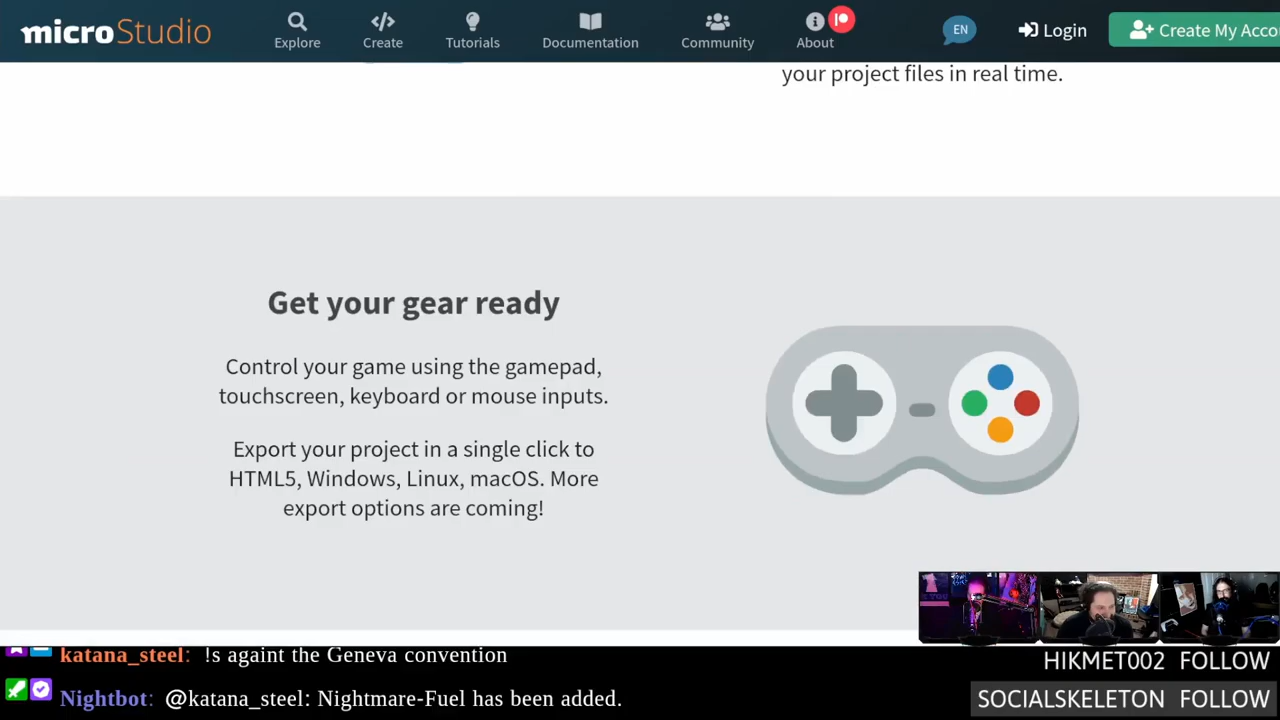 microStudio
Explore
Create
Tutorials
Documentation
Community
About
EN
Login
Create My Acco
your project files in real time.
Get your gear ready
Control your game using the gamepad,
touchscreen, keyboard or mouse inputs.
Export your project in a single click to
HTML5, Windows, Linux, macOS. More
export options are coming!
katana_steel: !s againt the Geneva convention
Nightbot: @katana_steel: Nightmare-Fuel has been added.
HIKMET002 FOLLOW
SOCIALSKELETON FOLLOW